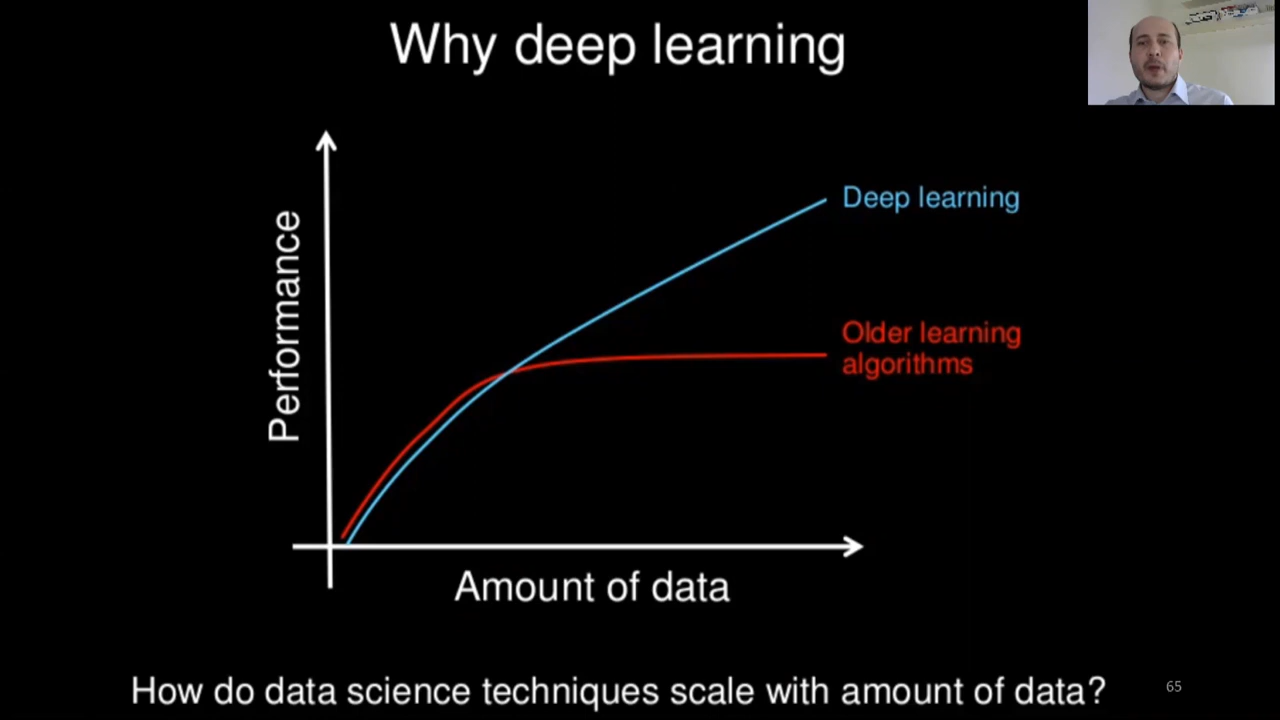 Why deep learning
Performance
Deep learning
Older learning
algorithms
Amount of data
How do data science techniques scale with amount of data?
65